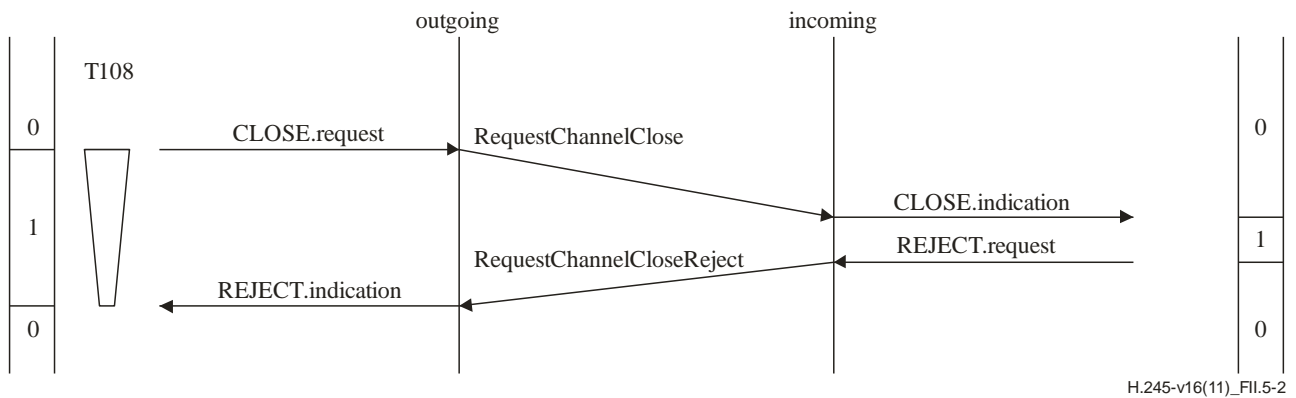 outgoing incoming
T108
0 CLOSE.request RequestChannelClose 0
CLOSE.indication
1 REJECT.request 1
RequestChannelCloseReject
REJECT.indication
0 0
H.245-v16(11)_FII.5-2